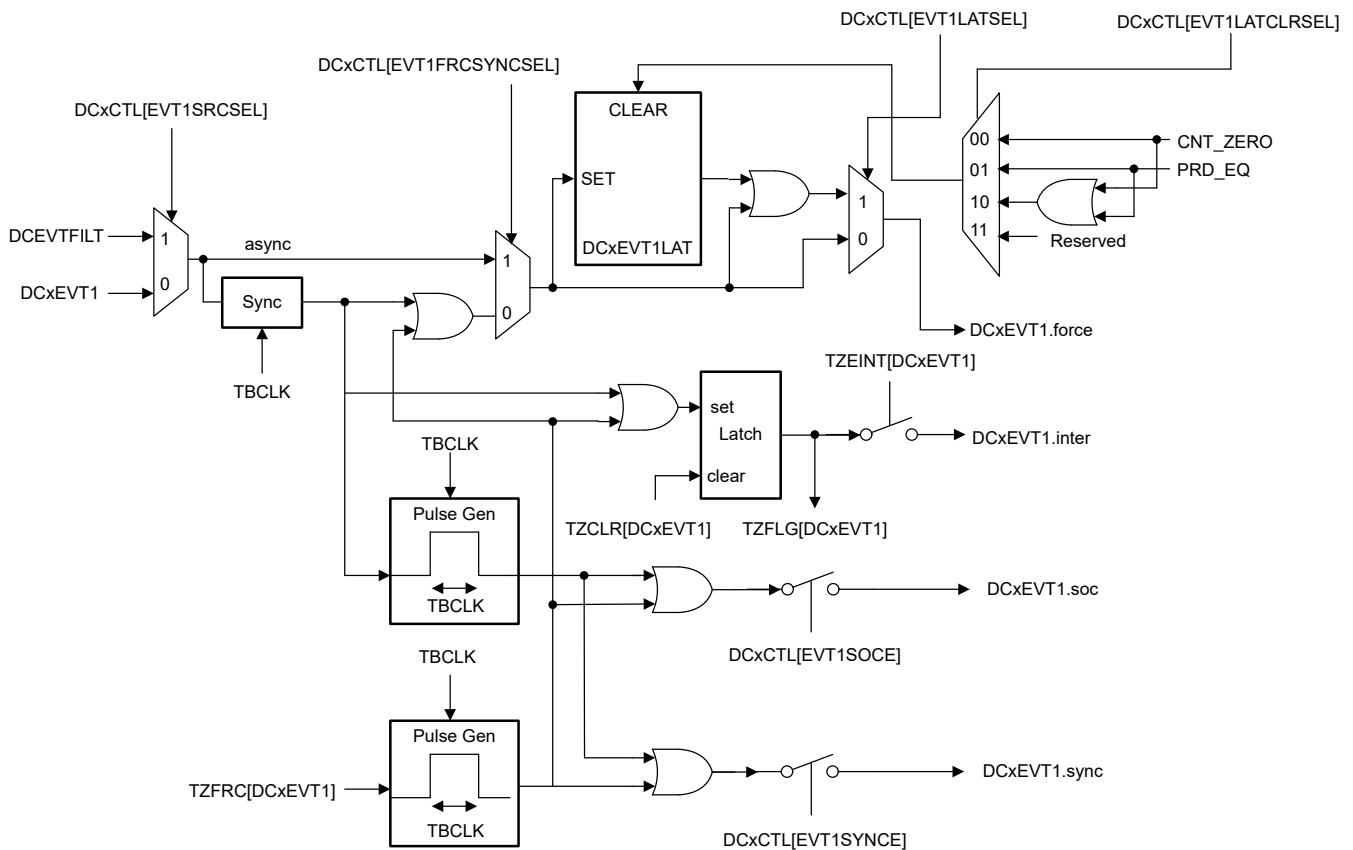 DCxCTL[EVT1LATSEL]
DCxCTL[EVT1LATCLRSEL]
DCxCTL[EVT1FRCSYNCSEL]
DCxCTL[EVT1SRCSEL]
CLEAR
SET
DCxEVT1LAT
00
01
10
11
CNT_ZERO
PRD_EQ
Reserved
1
0
DCEVTFILT
DCxEVT1
1
0
async
Sync
TBCLK
1
0
DCxEVT1.force
TZEINT[DCxEVT1]
set
Latch
clear
DCxEVT1.inter
TZCLR[DCxEVT1]
TZFLG[DCxEVT1]
TBCLK
Pulse Gen
TBCLK
DCxEVT1.soc
DCxCTL[EVT1SOCE]
TBCLK
Pulse Gen
TBCLK
TZFRC[DCxEVT1]
DCxEVT1.sync
DCxCTL[EVT1SYNCE]